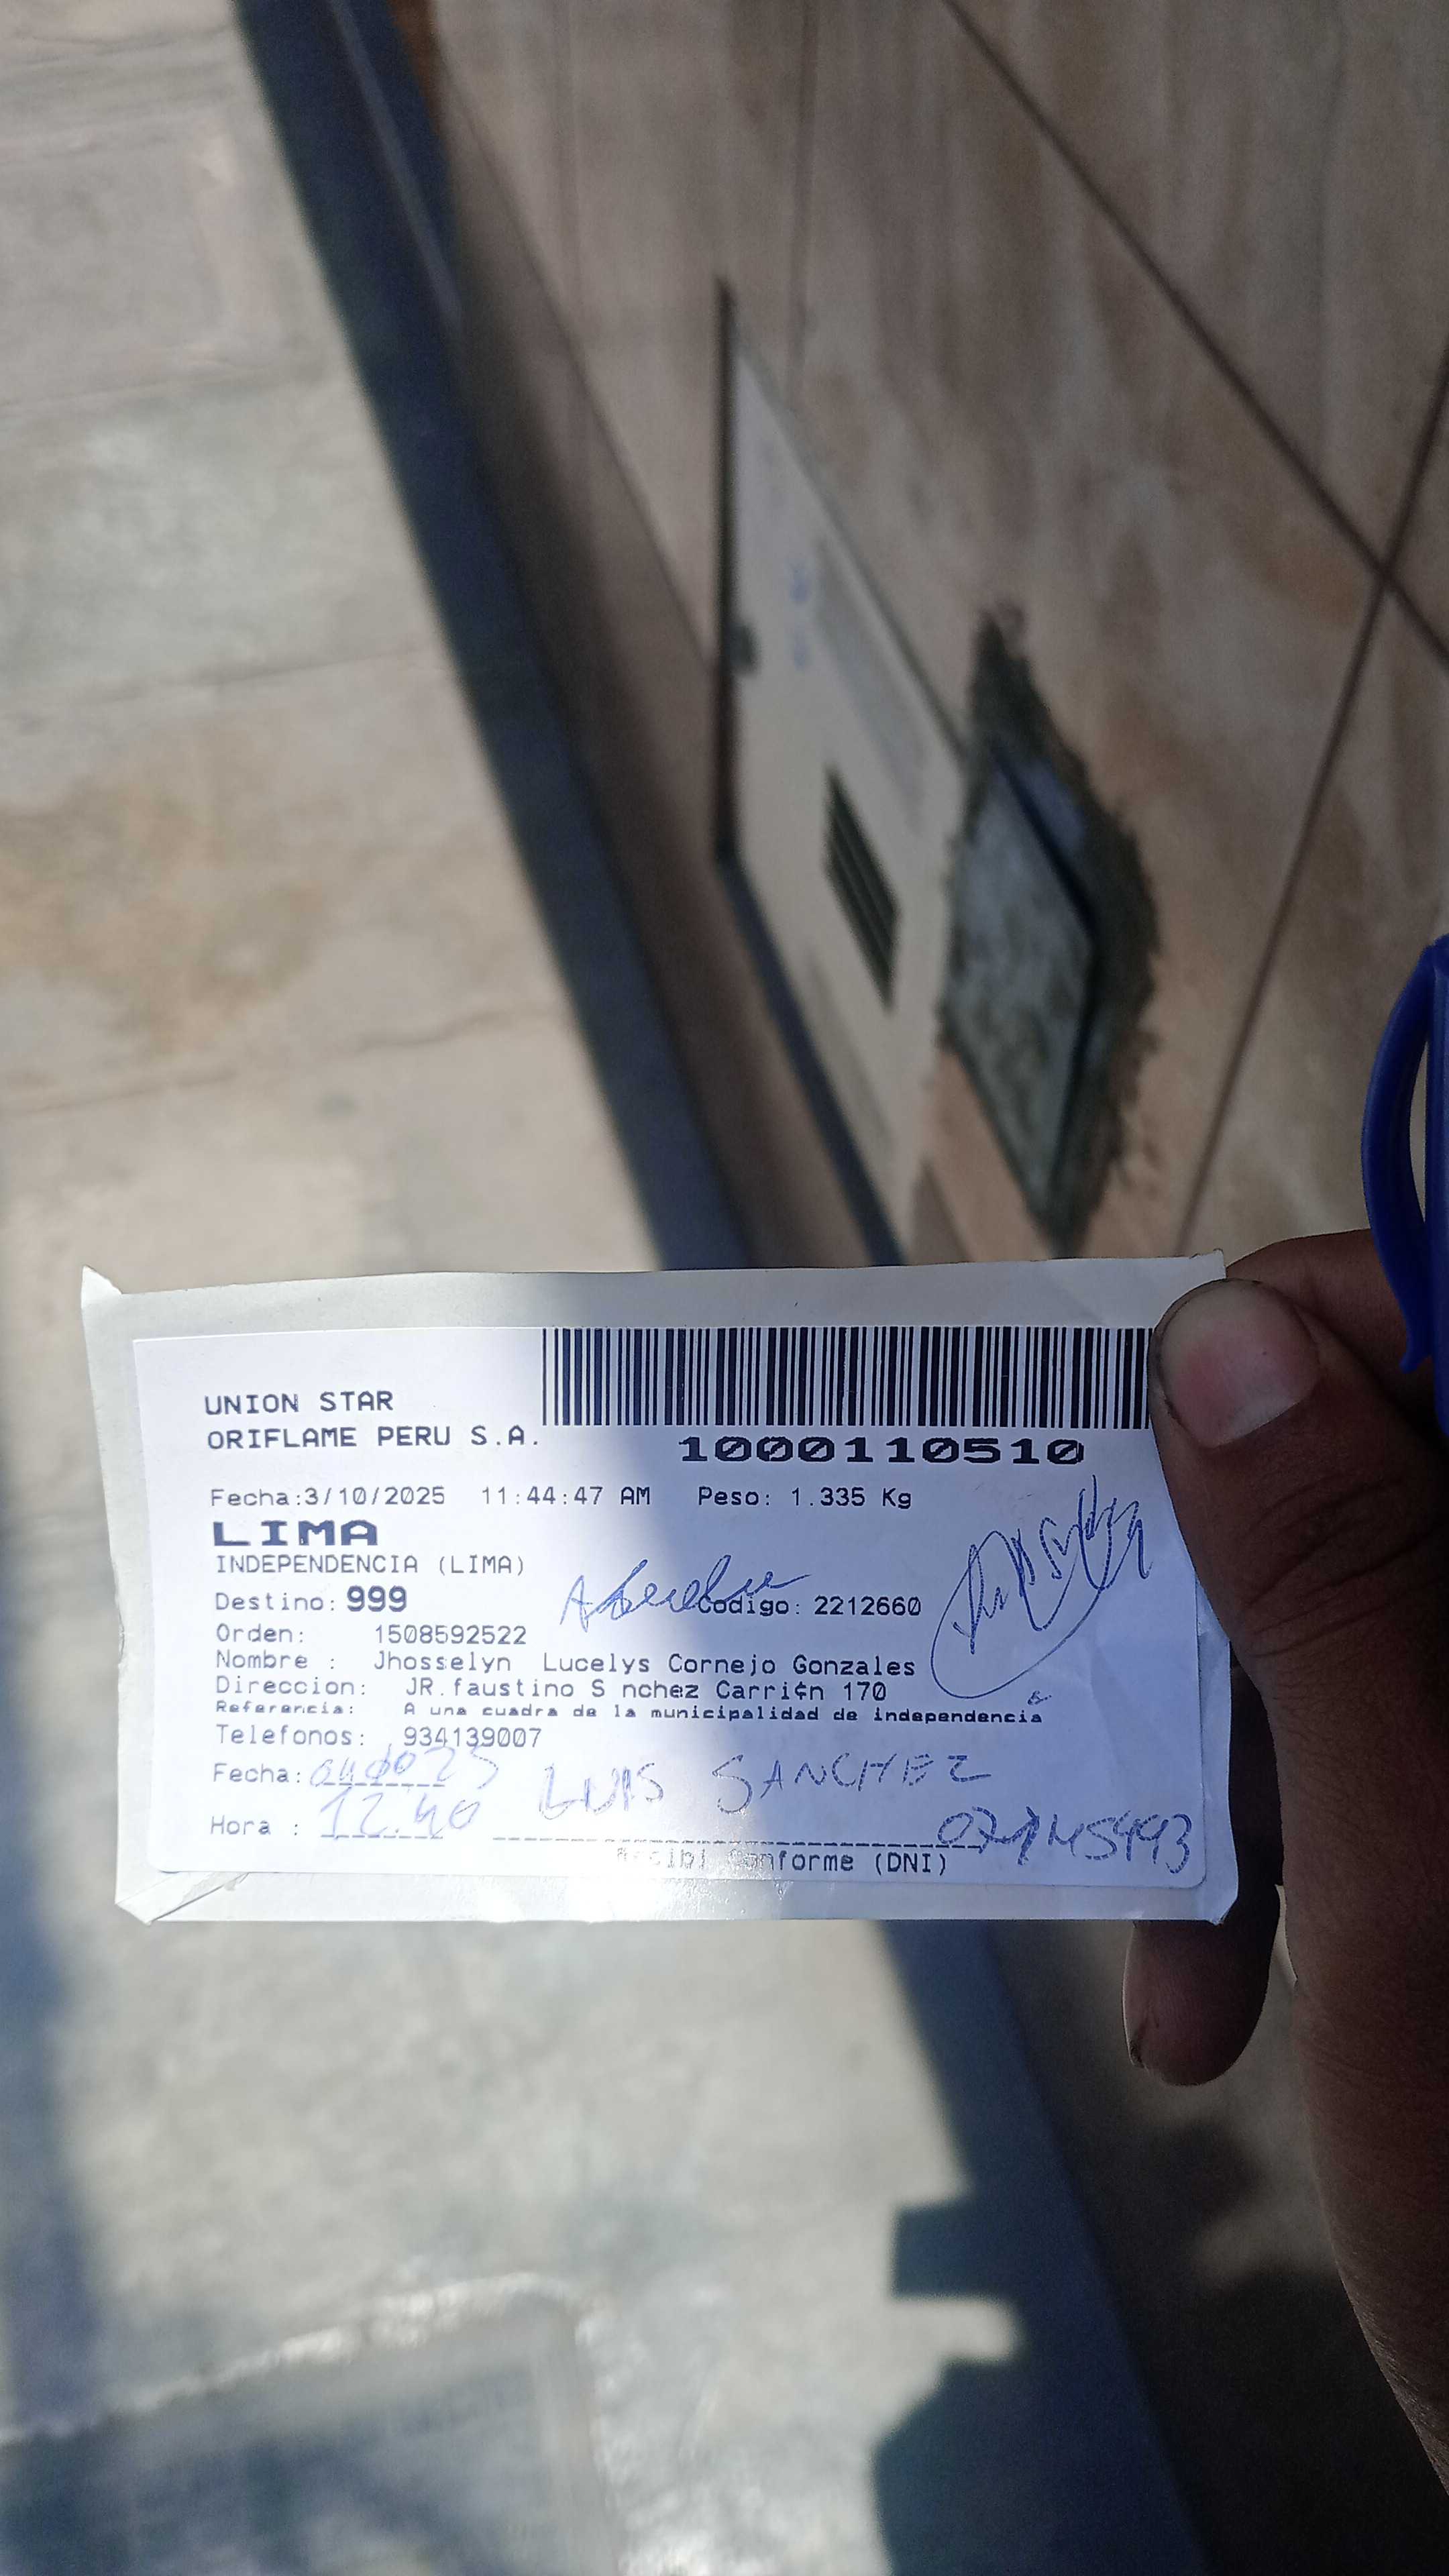 UNION STAR
ORIFLAME PERU S.A.
1000110510
Fecha:3/10/2025 11:44:47 AM Peso: 1.335 Kg
LIMA
INDEPENDENCIA (LIMA)
Destino: 999 Codigo: 2212660
Orden: 1508592522
Nombre : Jhosselyn Lucelys Cornejo Gonzales
Direccion: JR.faustino S nchez Carri¢n 170
Referencia: A una cuadra de la municipalidad de independencia
Telefonos: 934139007
Fecha:
LUIS SANCHEZ
Hora : 12.40
Recibi Conforme (DNI)